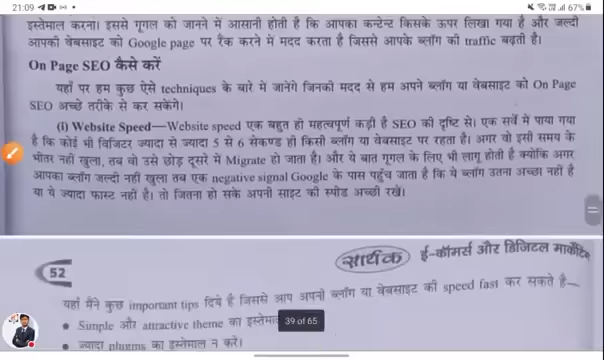 21:09
67%
इस्तेमाल करना। इससे गूगल को जानने में आसानी होती है कि आपका कन्टेन्ट किसके ऊपर लिखा गया है और जल्दी
आपकी वेबसाइट को Google page पर रैंक करने में मदद करता है जिससे आपके ब्लॉग की traffic बढ़ती है।
On Page SEO कैसे करें
यहाँ पर हम कुछ ऐसे techniques के बारे में जानेंगे जिनकी मदद से हम अपने ब्लॉग या वेबसाइट को On Page
SEO अच्छे तरीके से कर सकेंगे।
(i) Website Speed—Website speed एक बहुत ही महत्वपूर्ण कड़ी है SEO की दृष्टि से। एक सर्वे में पाया गया
है कि कोई भी विजिटर ज्यादा से ज्यादा 5 से 6 सेकण्ड ही किसी ब्लॉग या वेबसाइट पर रहता है। अगर वो इसी समय के
भीतर नहीं खुला, तब वो उसे छोड़ दूसरे में Migrate हो जाता है। और ये बात गूगल के लिए भी लागू होती है क्योंकि अगर
आपका ब्लॉग जल्दी नहीं खुला तब एक negative signal Google के पास पहुँच जाता है कि ये ब्लॉग उतना अच्छा नहीं है
या ये ज्यादा फास्ट नहीं है। तो जितना हो सके अपनी साइट की स्पीड अच्छी रखें।
52
सार्थक ई-कॉमर्स और डिजिटल मार्केटिंग
यहाँ मैंने कुछ important tips दिये है जिससे आप अपनी ब्लॉग या वेबसाइट की speed fast कर सकते है—
• Simple और attractive theme का इस्तेमा
39 of 65
• ज्यादा plugins का इस्तेमाल न करें।